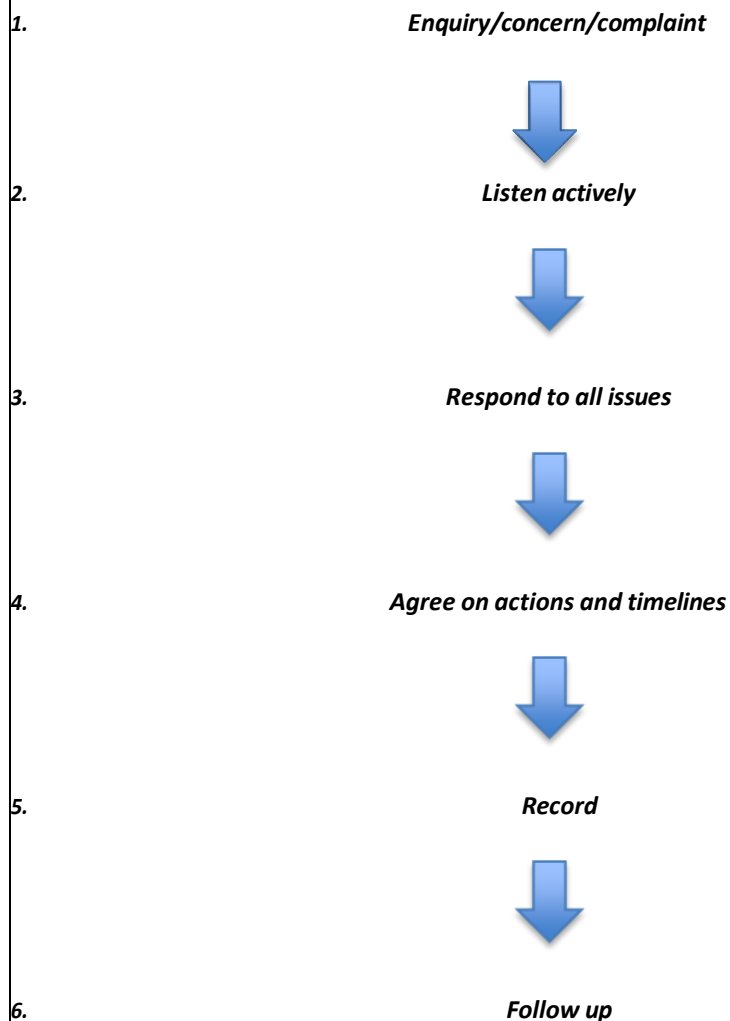 1. Enquiry/concern/complaint
2. Listen actively
3. Respond to all issues
4. Agree on actions and timelines
5. Record
6. Follow up